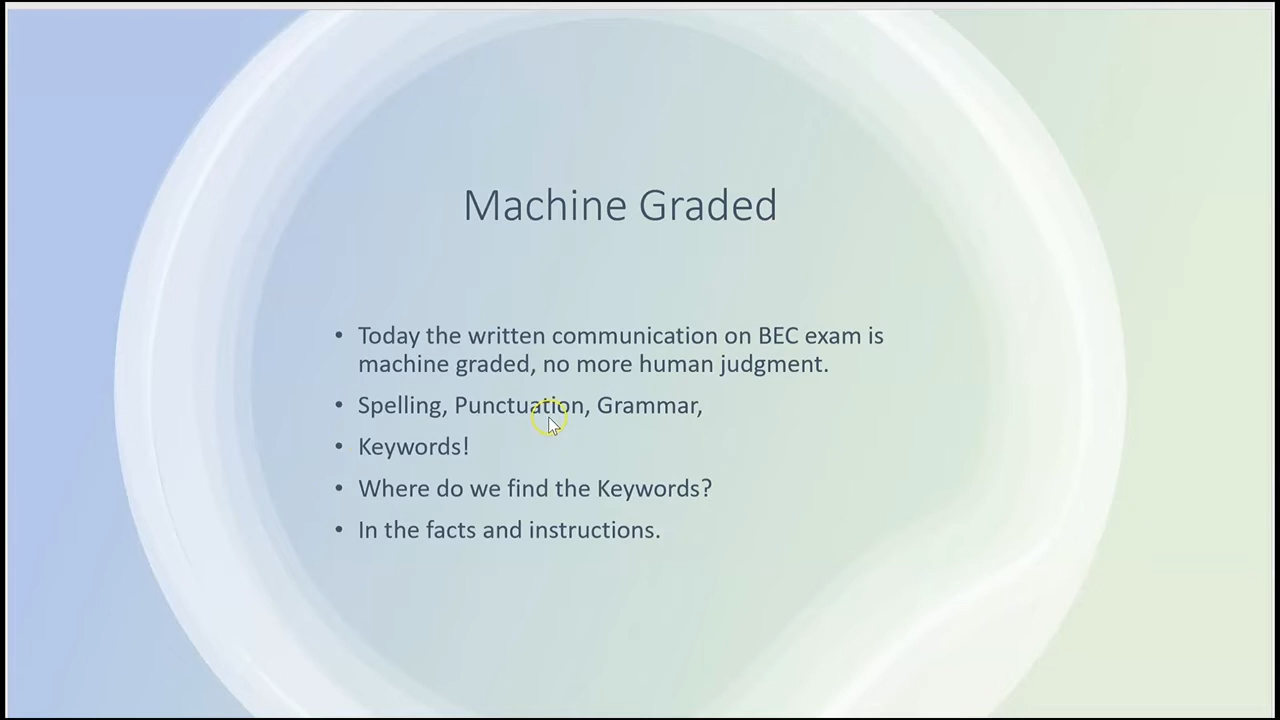 Machine Graded
• Today the written communication on BEC exam is
machine graded, no more human judgment.
• Spelling, Punctuation, Grammar,
• Keywords!
• Where do we find the Keywords?
• In the facts and instructions.